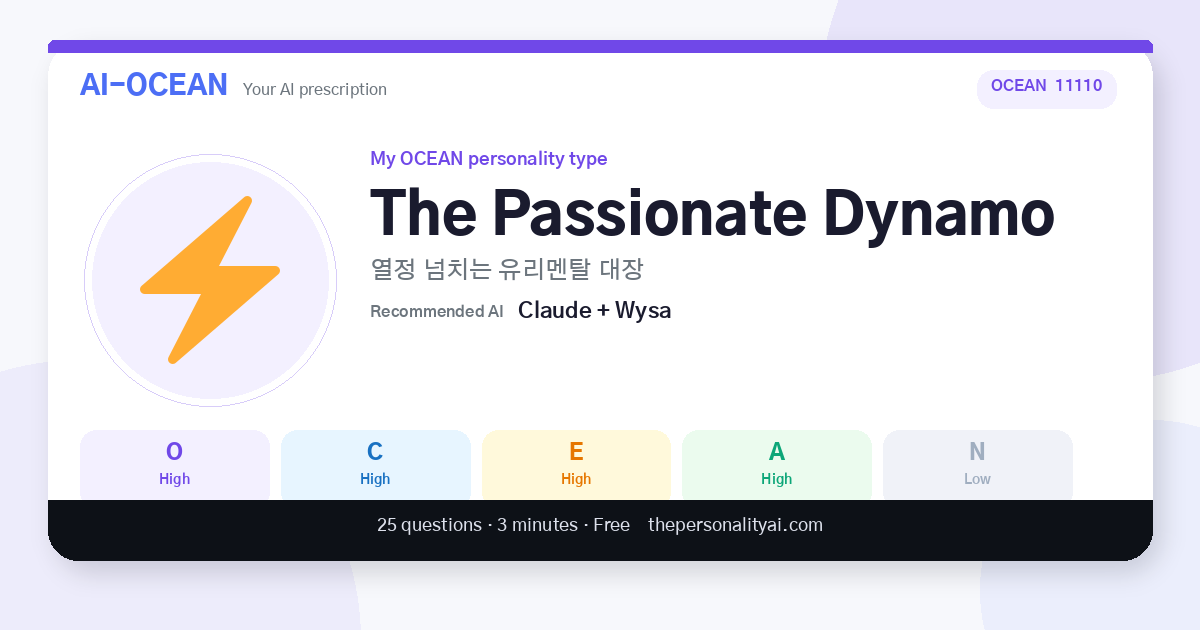 AI-OCEAN Your AI prescription
OCEAN 11110
My OCEAN personality type
The Passionate Dynamo
열정 넘치는 유리멘탈 대장
Recommended AI Claude + Wysa
O C E A N
High High High High Low
25 questions · 3 minutes · Free thepersonalityai.com